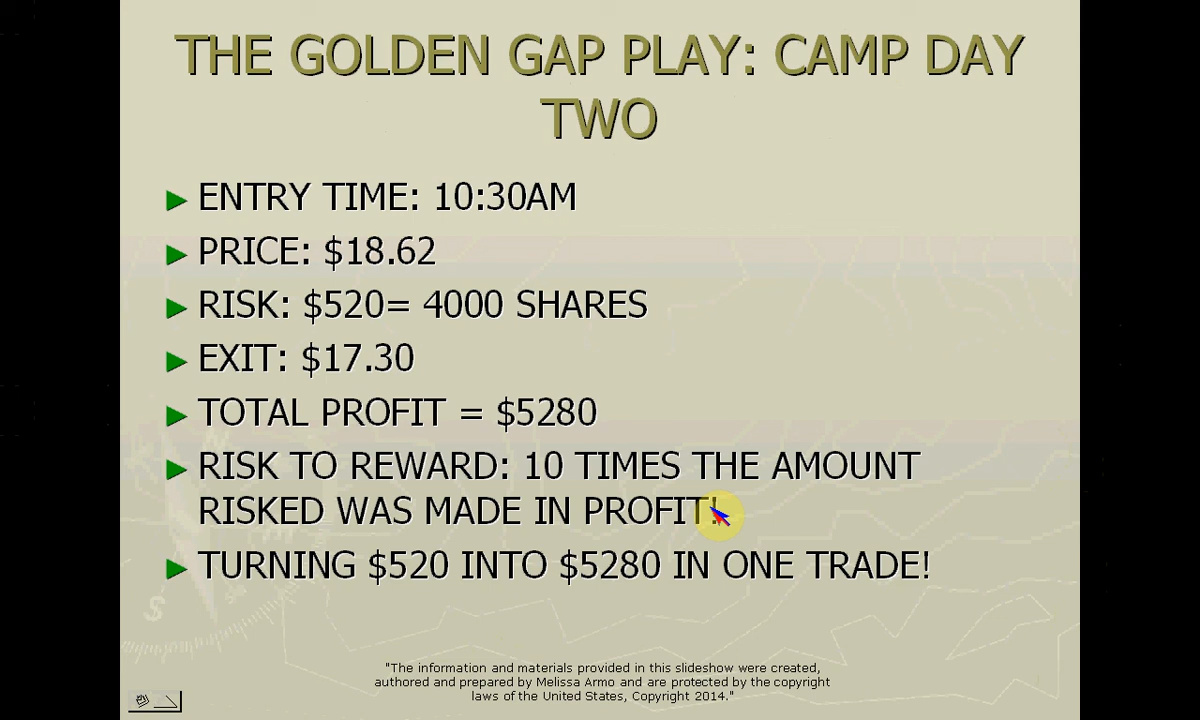 THE GOLDEN GAP PLAY: CAMP DAY
TWO
ENTRY TIME: 10:30AM
PRICE: $18.62
RISK: $520= 4000 SHARES
EXIT: $17.30
TOTAL PROFIT = $5280
RISK TO REWARD: 10 TIMES THE AMOUNT
RISKED WAS MADE IN PROFIT!
TURNING $520 INTO $5280 IN ONE TRADE!
"The information and materials provided in this slideshow were created,
authored and prepared by Melissa Armo and are protected by the copyright
laws of the United States, Copyright 2014."
S